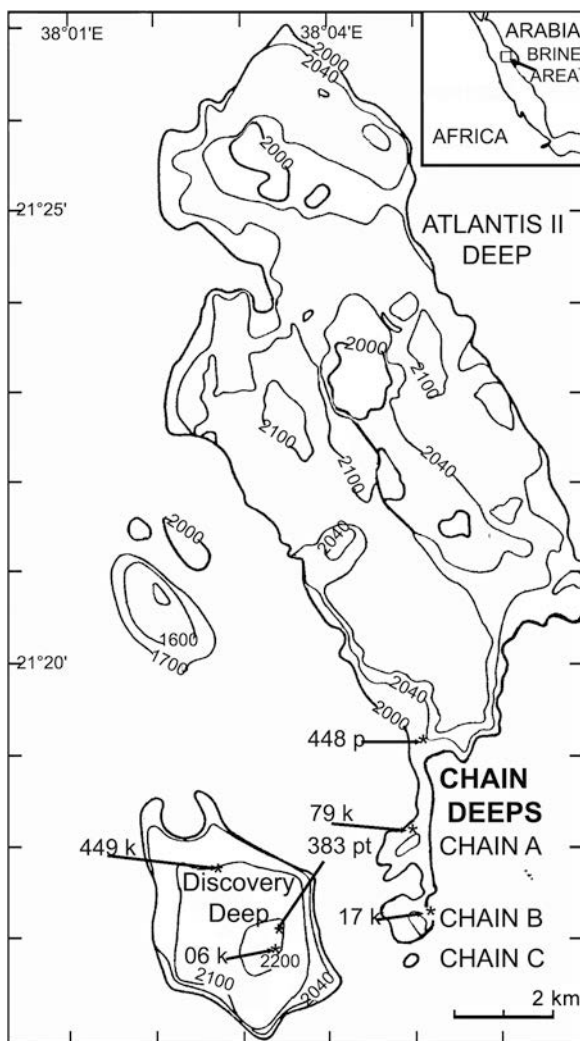 38°01'E
38°04'E
ARABIA
BRINE
AREA
AFRICA
2000
2040
2000
21°25'
ATLANTIS II
DEEP
2000
2100
2100
2100
2040
2000
2040
1600
1700
21°20'
2040
2000
448 p
CHAIN
DEEPS
79 k
CHAIN A
383 pt
449 k
Discovery
Deep
17 k
CHAIN B
06 k
2200
CHAIN C
2100
2040
2 km